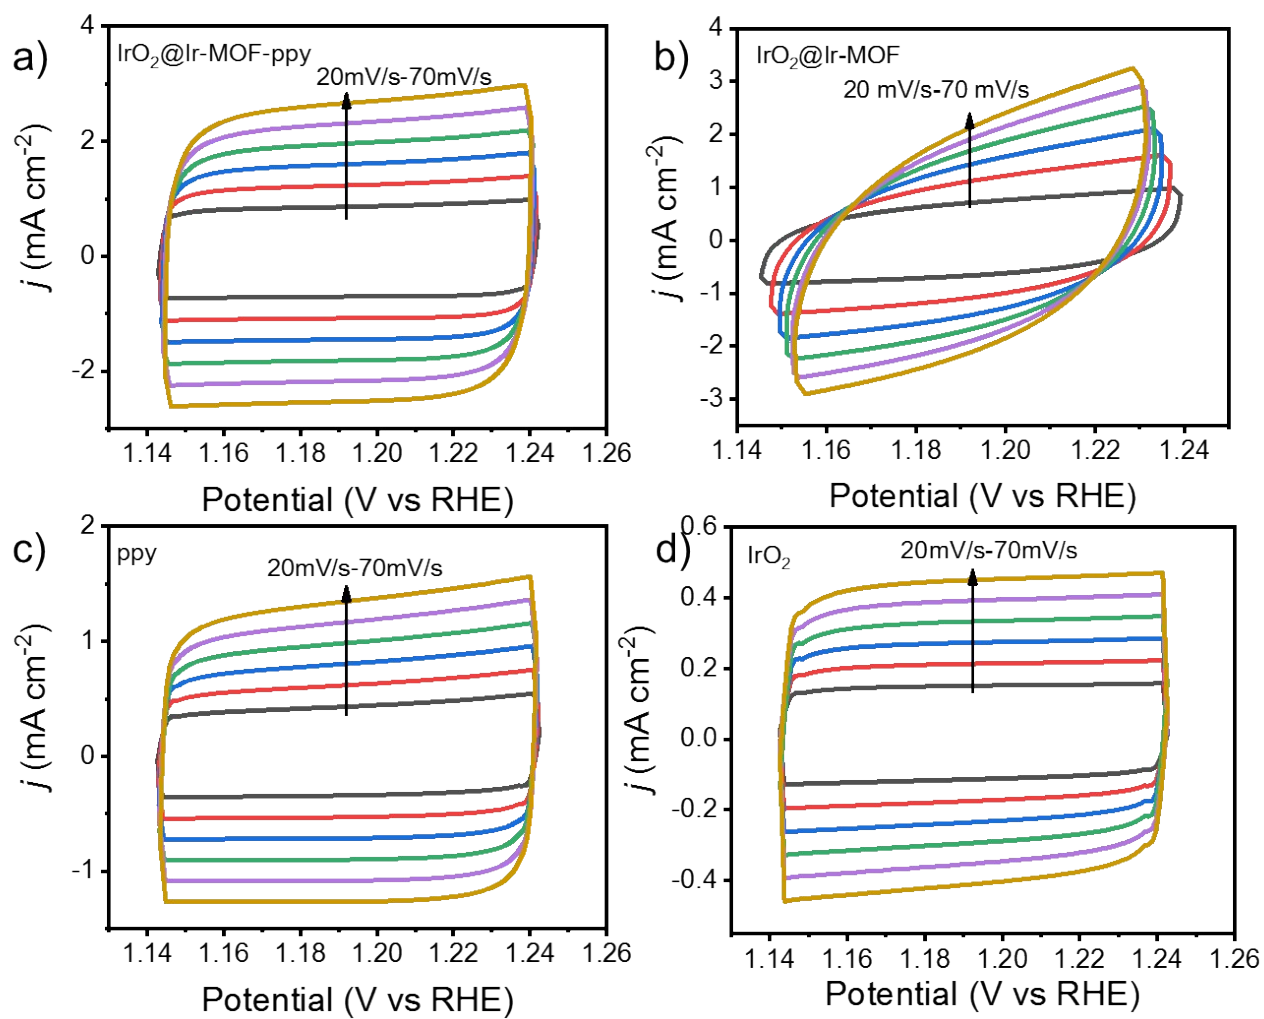 a)
IrO₂@Ir-MOF-ppy
20mV/s-70mV/s
4
2
0
-2
j (mA cm⁻²)
1.14 1.16 1.18 1.20 1.22 1.24 1.26
Potential (V vs RHE)
b)
IrO₂@Ir-MOF
20 mV/s-70 mV/s
4
3
2
1
0
-1
-2
-3
j (mA cm⁻²)
1.14 1.16 1.18 1.20 1.22 1.24
Potential (V vs RHE)
c)
ppy
20mV/s-70mV/s
2
1
0
-1
j (mA cm⁻²)
1.14 1.16 1.18 1.20 1.22 1.24 1.26
Potential (V vs RHE)
d)
IrO₂
20mV/s-70mV/s
0.6
0.4
0.2
0.0
-0.2
-0.4
j (mA cm⁻²)
1.14 1.16 1.18 1.20 1.22 1.24 1.26
Potential (V vs RHE)